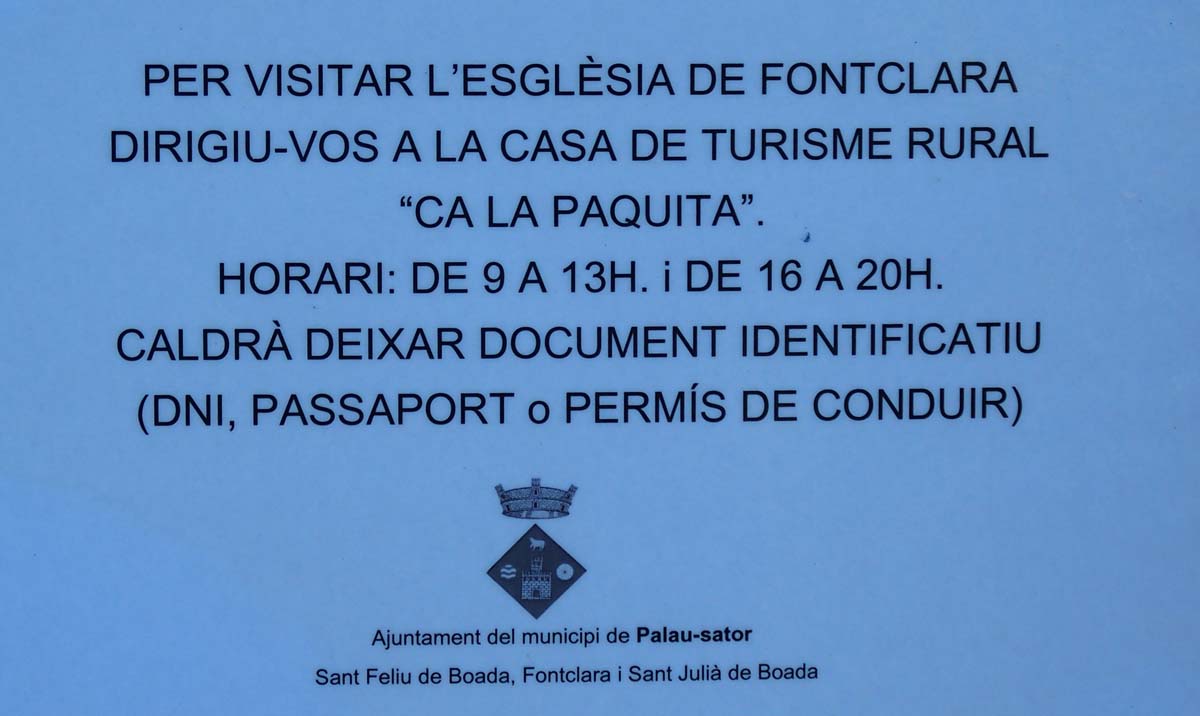 PER VISITAR L'ESGLÈSIA DE FONTCLARA
DIRIGIU-VOS A LA CASA DE TURISME RURAL
“CA LA PAQUITA”.
HORARI: DE 9 A 13H. i DE 16 A 20H.
CALDRÀ DEIXAR DOCUMENT IDENTIFICATIU
(DNI, PASSAPORT o PERMÍS DE CONDUIR)
Ajuntament del municipi de Palau-sator
Sant Feliu de Boada, Fontclara i Sant Julià de Boada